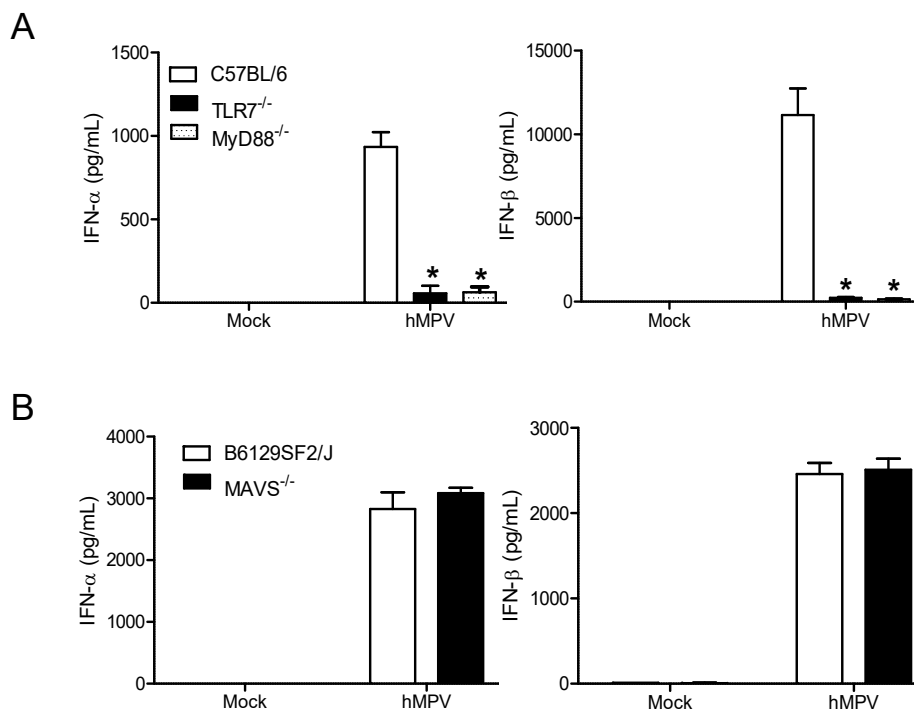 A
IFN-α (pg/mL)
1500
1000
500
0
C57BL/6
TLR7-/-
MyD88-/-
*
*
Mock
hMPV
IFN-β (pg/mL)
15000
10000
5000
0
*
*
Mock
hMPV
B
IFN-α (pg/mL)
4000
3000
2000
1000
0
B6129SF2/J
MAVS-/-
Mock
hMPV
IFN-β (pg/mL)
3000
2000
1000
0
Mock
hMPV